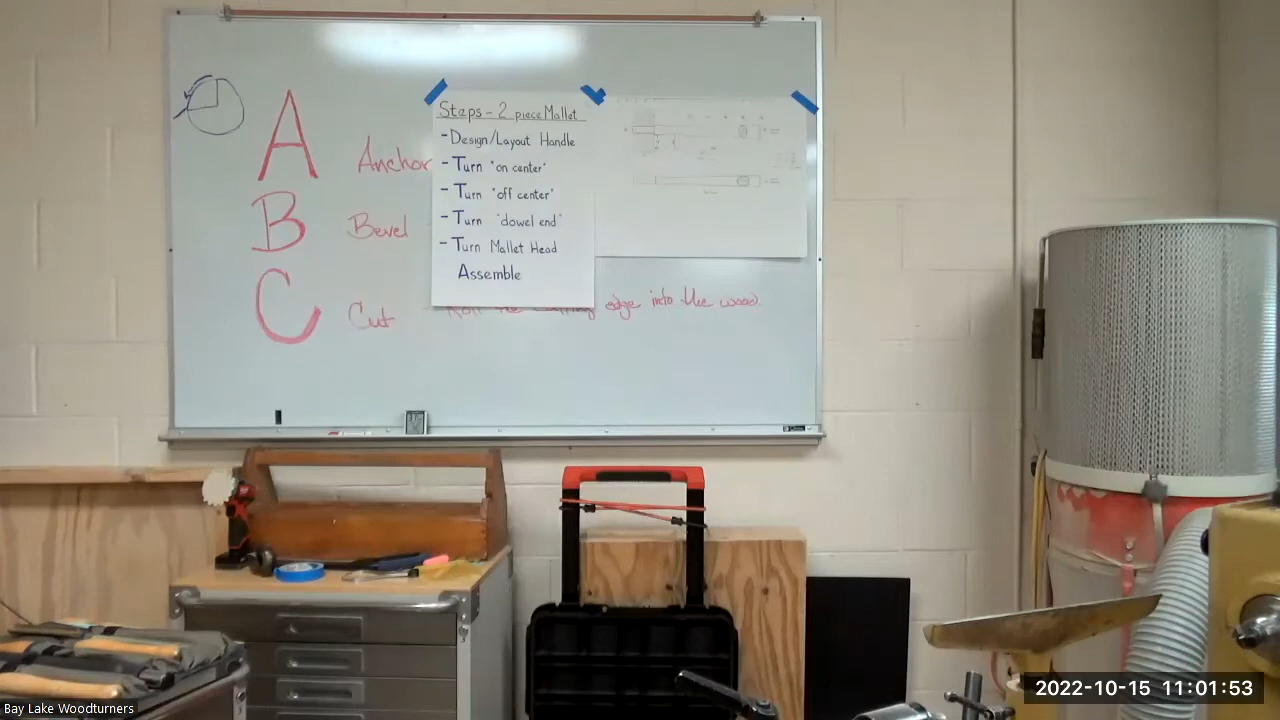 A Anchor
B Bevel
C Cut
edge into the wood.
Steps - 2 piece Mallet
- Design/Layout Handle
- Turn "on center"
- Turn "off center"
- Turn "dowel end"
- Turn Mallet Head
Assemble
Bay Lake Woodturners
2022-10-15 11:01:53